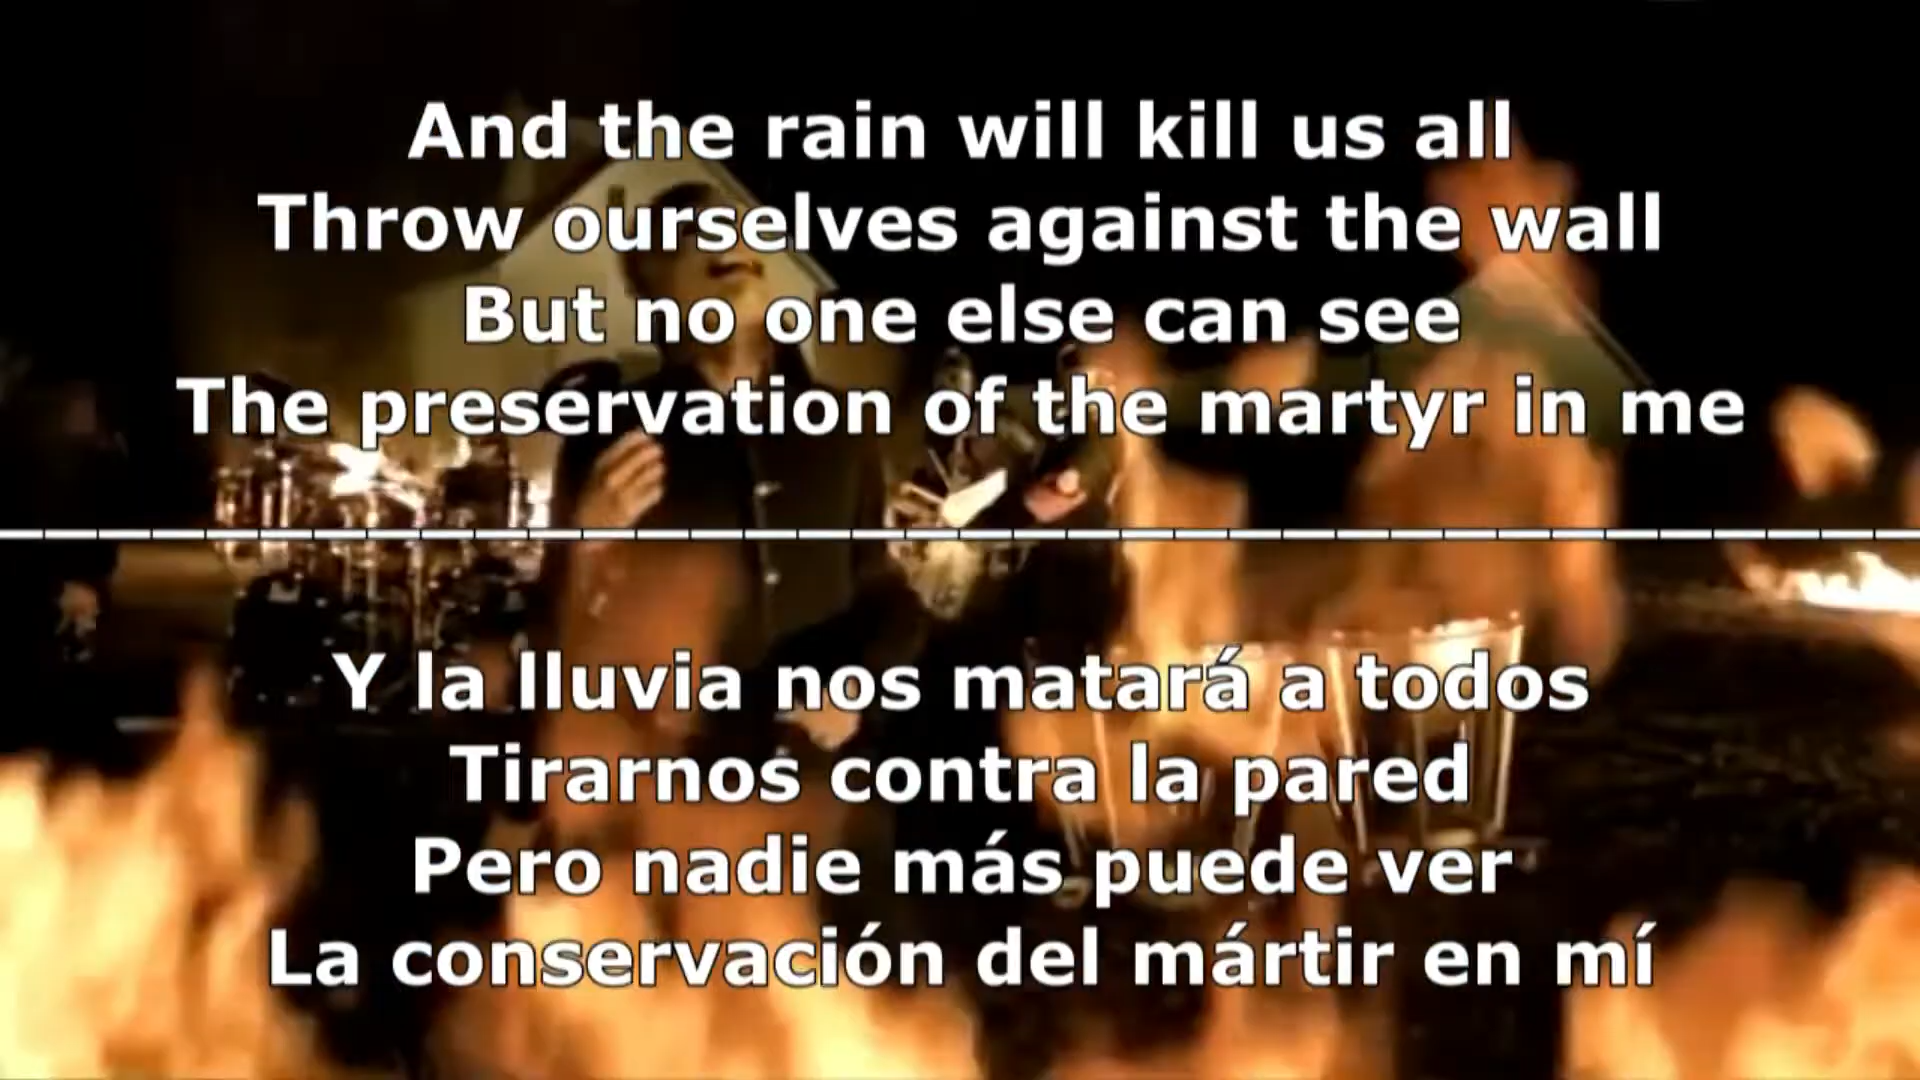 And the rain will kill us all
Throw ourselves against the wall
But no one else can see
The preservation of the martyr in me
Y la lluvia nos matará a todos
Tirarnos contra la pared
Pero nadie más puede ver
La conservación del mártir en mí